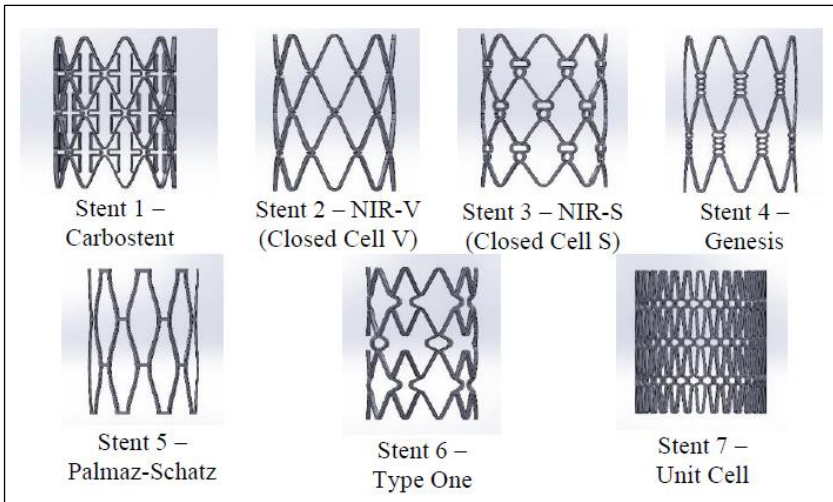 Stent 1 –
Carbostent
Stent 2 – NIR-V
(Closed Cell V)
Stent 3 – NIR-S
(Closed Cell S)
Stent 4 –
Genesis
Stent 5 –
Palmaz-Schatz
Stent 6 –
Type One
Stent 7 –
Unit Cell